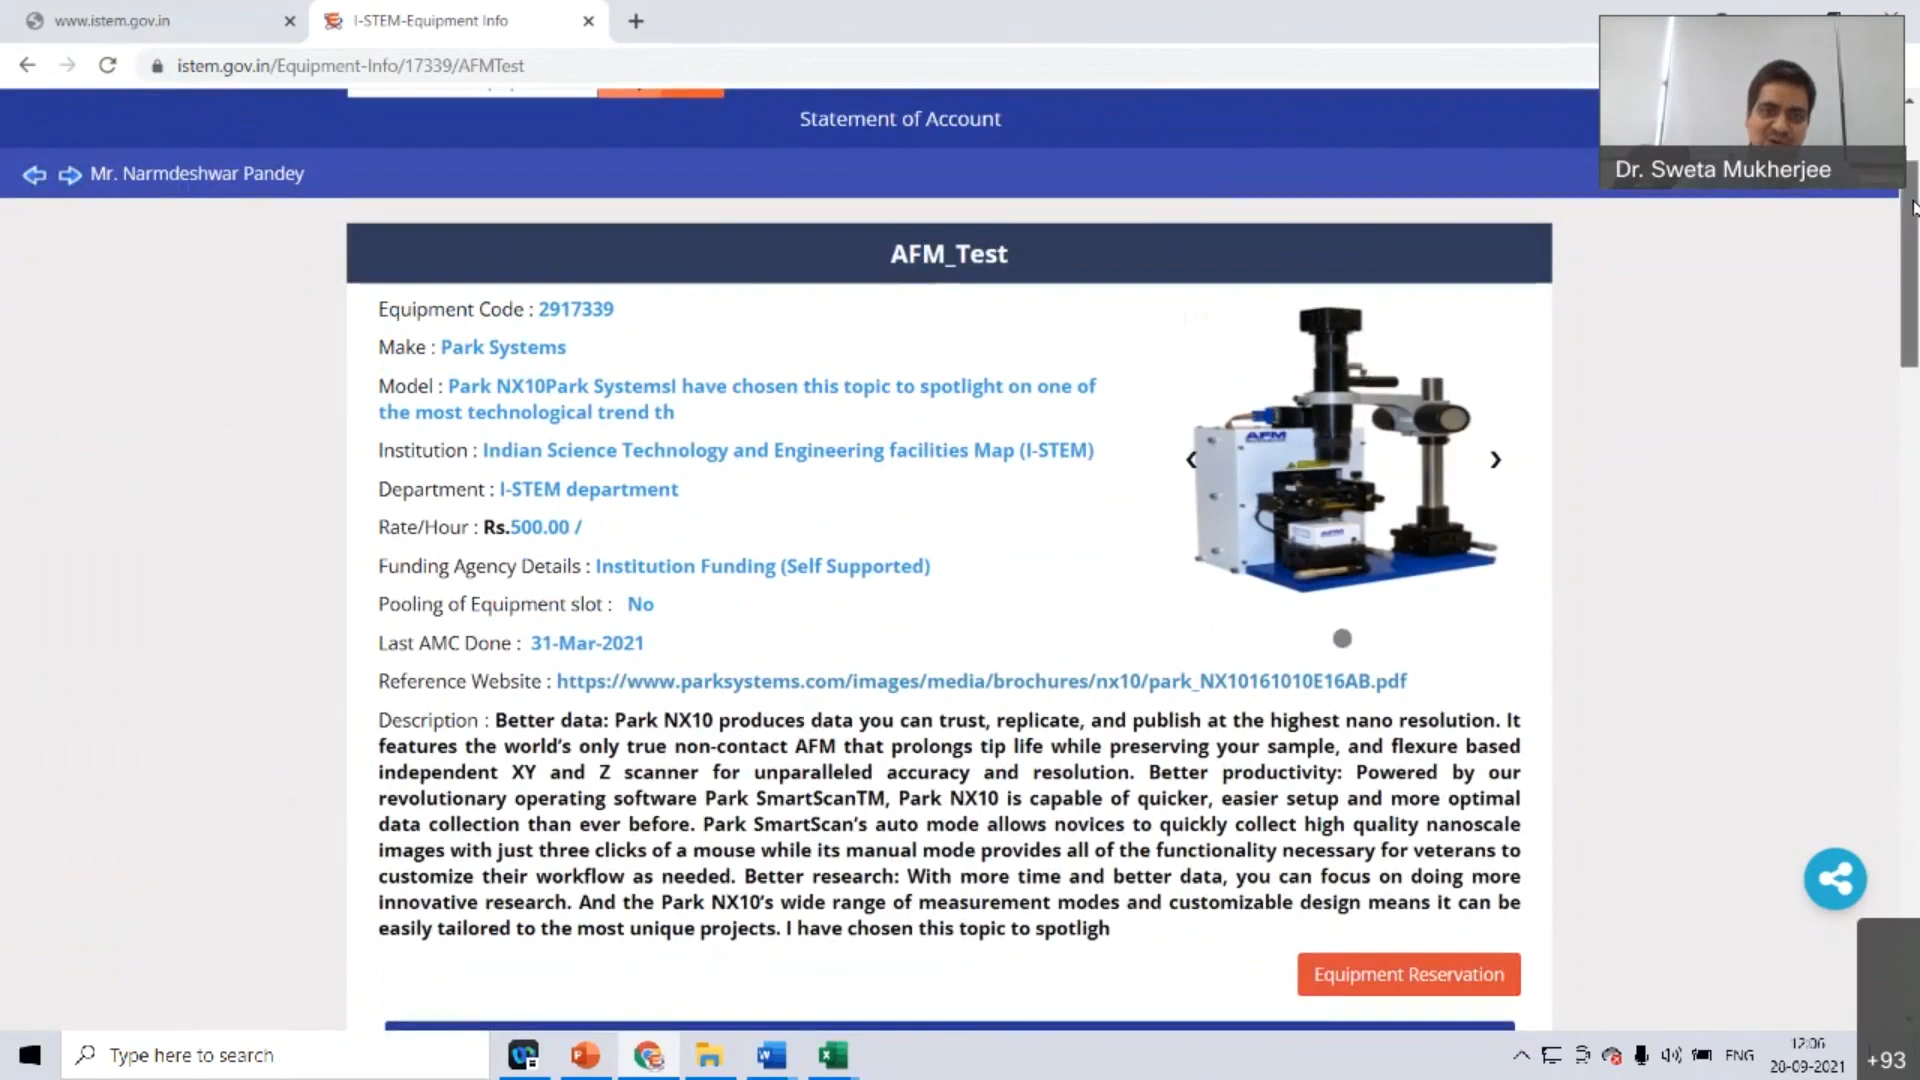 www.istem.gov.in
I-STEM-Equipment Info
istem.gov.in/Equipment-Info/17339/AFMTest
Statement of Account
Mr. Narmdeshwar Pandey
Dr. Sweta Mukherjee
AFM_Test
Equipment Code : 2917339
Make : Park Systems
Model : Park NX10Park SystemsI have chosen this topic to spotlight on one of
the most technological trend th
Institution : Indian Science Technology and Engineering facilities Map (I-STEM)
Department : I-STEM department
Rate/Hour : Rs.500.00 /
Funding Agency Details : Institution Funding (Self Supported)
Pooling of Equipment slot : No
Last AMC Done : 31-Mar-2021
AFM
AFM
Reference Website : https://www.parksystems.com/images/media/brochures/nx10/park_NX10161010E16AB.pdf
Description : Better data: Park NX10 produces data you can trust, replicate, and publish at the highest nano resolution. It
features the world's only true non-contact AFM that prolongs tip life while preserving your sample, and flexure based
independent XY and Z scanner for unparalleled accuracy and resolution. Better productivity: Powered by our
revolutionary operating software Park SmartScanTM, Park NX10 is capable of quicker, easier setup and more optimal
data collection than ever before. Park SmartScan's auto mode allows novices to quickly collect high quality nanoscale
images with just three clicks of a mouse while its manual mode provides all of the functionality necessary for veterans to
customize their workflow as needed. Better research: With more time and better data, you can focus on doing more
innovative research. And the Park NX10's wide range of measurement modes and customizable design means it can be
easily tailored to the most unique projects. I have chosen this topic to spotligh
Equipment Reservation
Type here to search
ENG
12:06
28-09-2021
+93